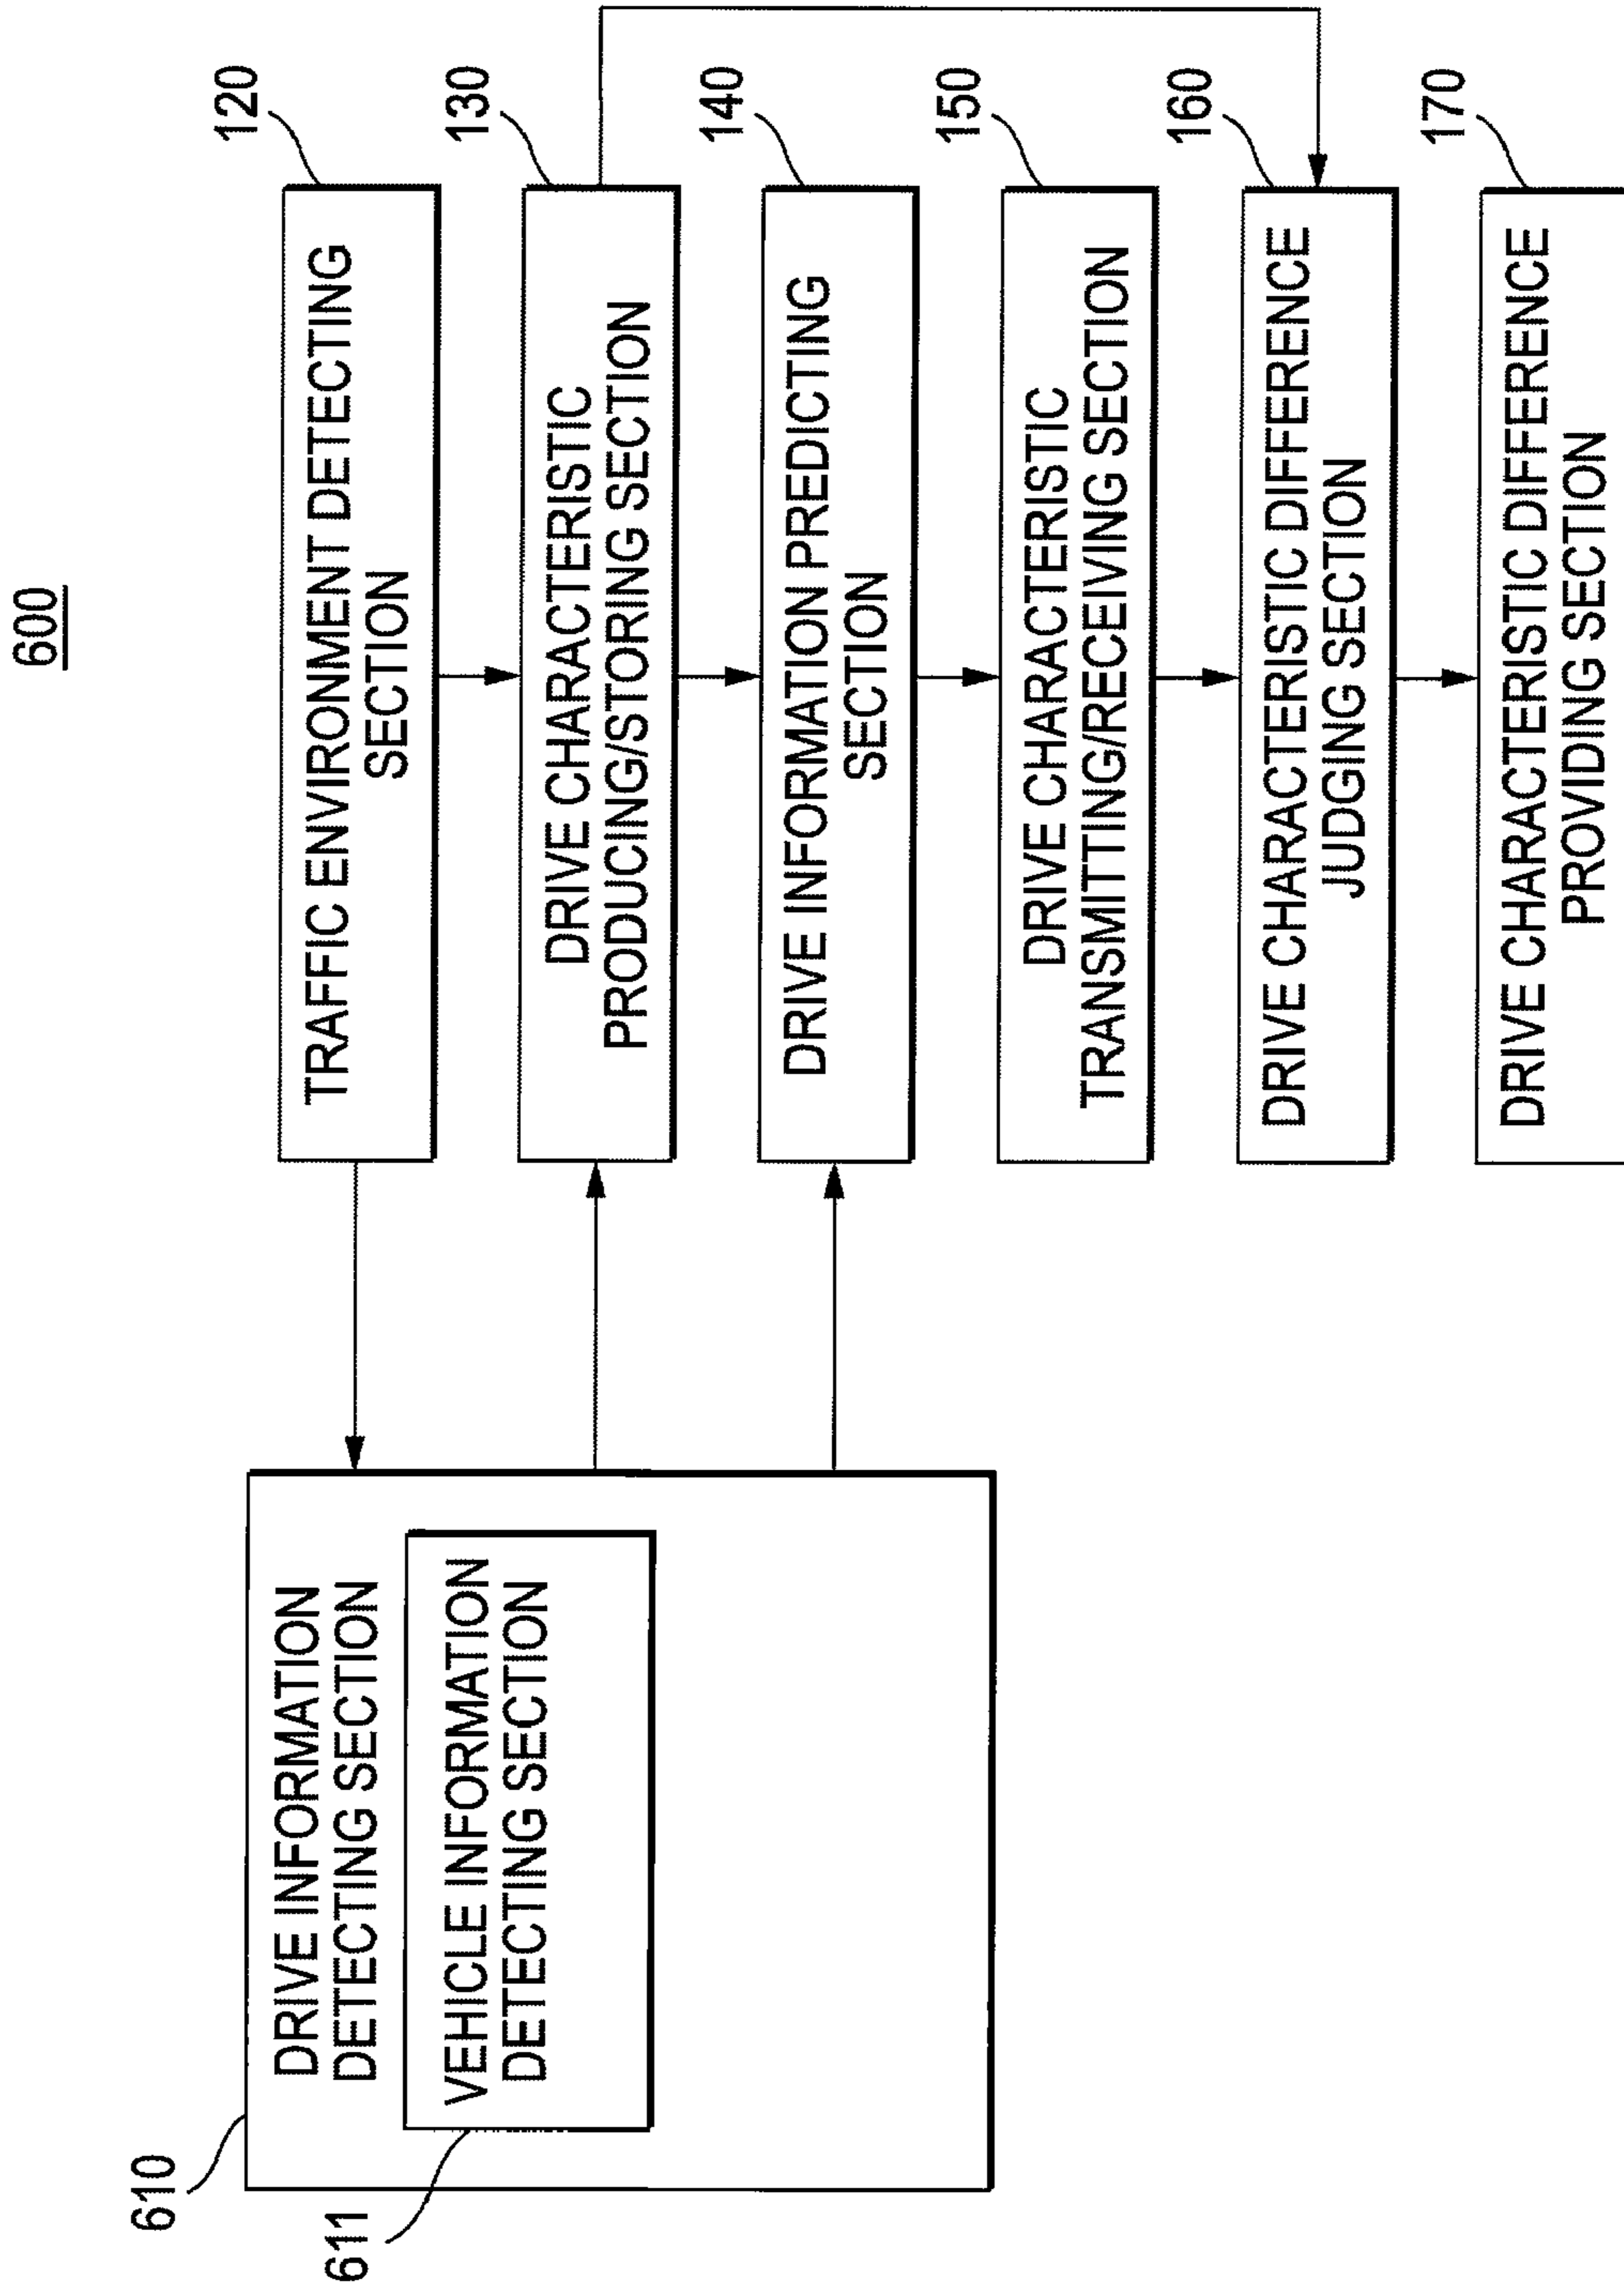 600
610
DRIVE INFORMATION
DETECTING SECTION
611
VEHICLE INFORMATION
DETECTING SECTION
120
TRAFFIC ENVIRONMENT DETECTING
SECTION
130
DRIVE CHARACTERISTIC
PRODUCING/STORING SECTION
140
DRIVE INFORMATION PREDICTING
SECTION
150
DRIVE CHARACTERISTIC
TRANSMITTING/RECEIVING SECTION
160
DRIVE CHARACTERISTIC DIFFERENCE
JUDGING SECTION
170
DRIVE CHARACTERISTIC DIFFERENCE
PROVIDING SECTION